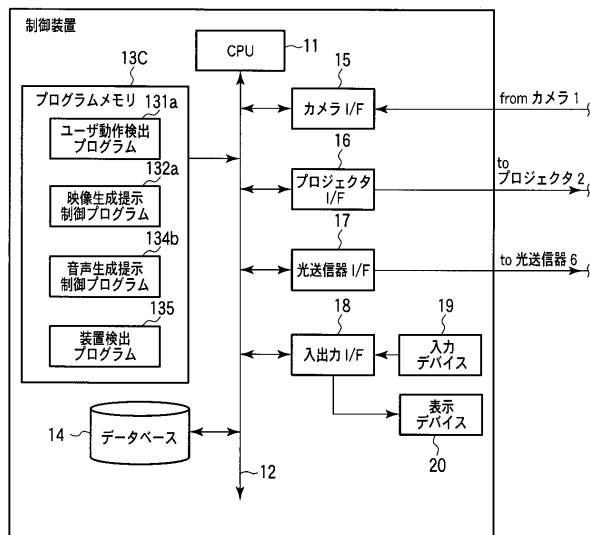 制御装置
CPU
11
13C
プログラムメモリ
131a
ユーザ動作検出
プログラム
132a
映像生成提示
制御プログラム
134b
音声生成提示
制御プログラム
135
装置検出
プログラム
14
データベース
12
15
カメラ I/F
from カメラ 1
16
プロジェクタ
I/F
to
プロジェクタ 2
17
光送信器 I/F
to 光送信器 6
18
入出力 I/F
19
入力
デバイス
表示
デバイス
20